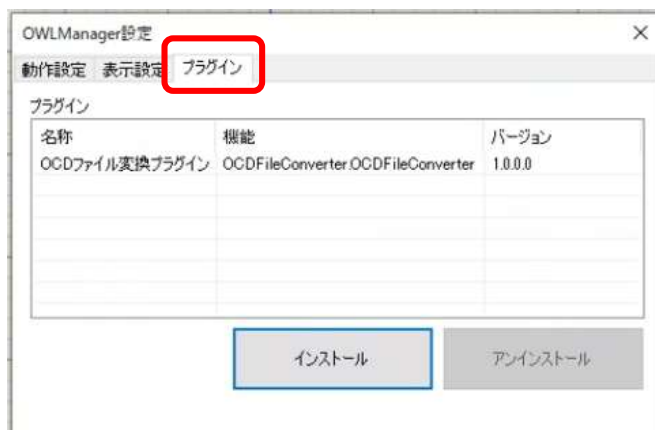 OWLManager設定
動作設定 表示設定 プラグイン
プラグイン
名称 機能 バージョン
OCDファイル変換プラグイン OCDFileConverter.OCDFileConverter 1.0.0.0
インストール アンインストール